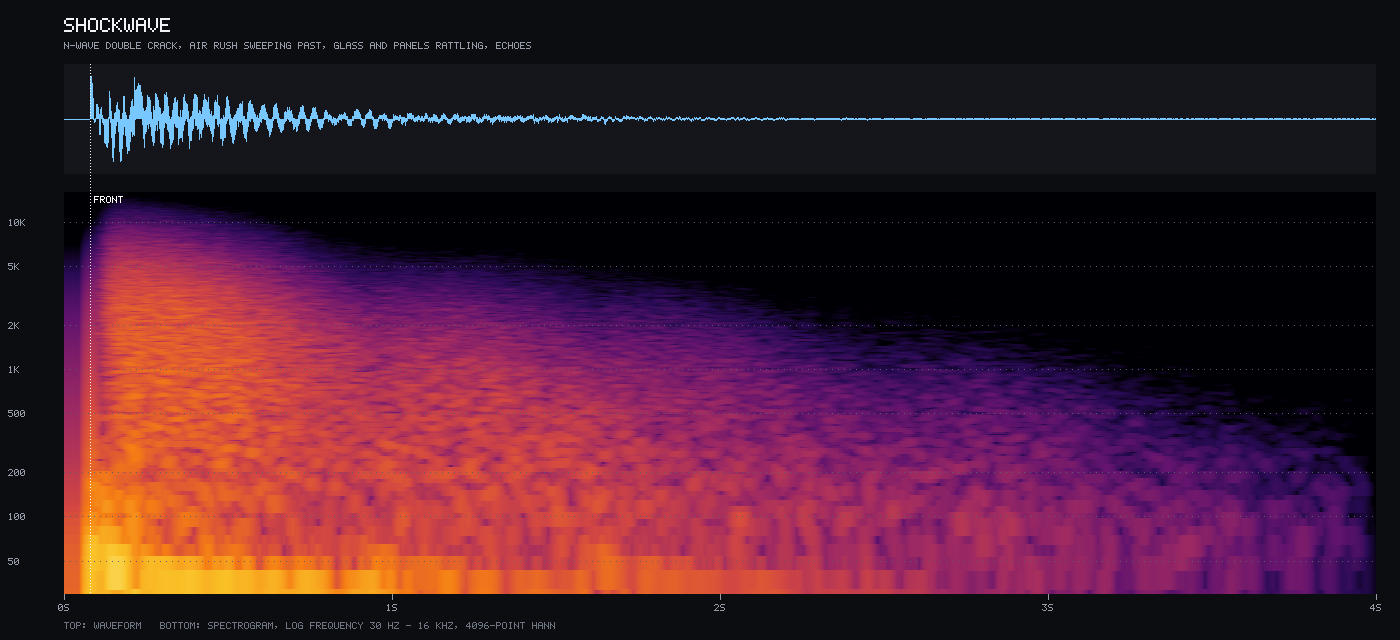 SHOCKWAVE
N-WAVE DOUBLE CRACK, AIR RUSH SWEEPING PAST, GLASS AND PANELS RATTLING, ECHOES
FRONT
10K
5K
2K
1K
500
200
100
50
0S 1S 2S 3S 4S
TOP: WAVEFORM BOTTOM: SPECTROGRAM, LOG FREQUENCY 30 HZ - 16 KHZ, 4096-POINT HANN